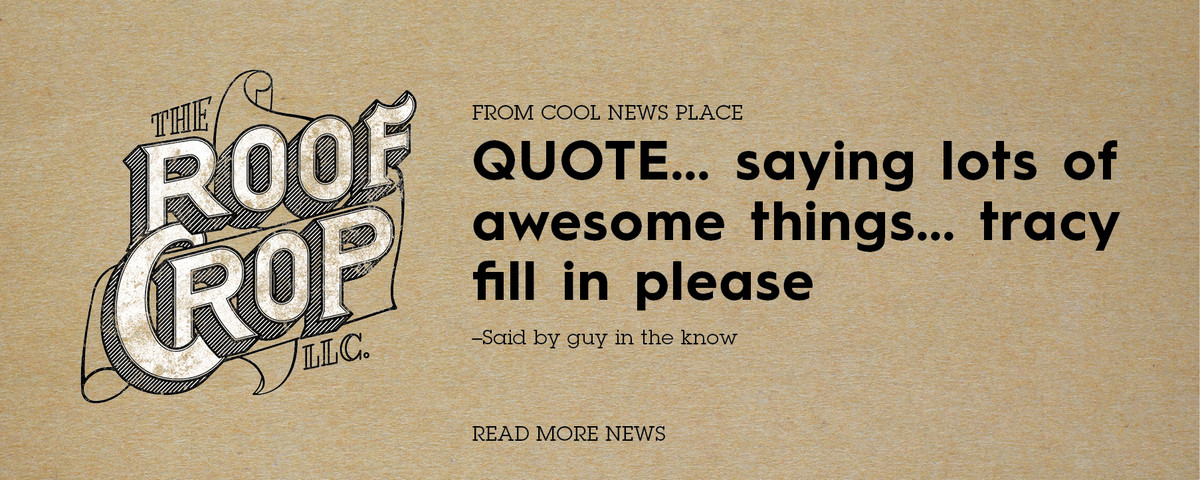 THE
ROOF
CROP
LLC.
FROM COOL NEWS PLACE
QUOTE... saying lots of
awesome things... tracy
fill in please
–Said by guy in the know
READ MORE NEWS